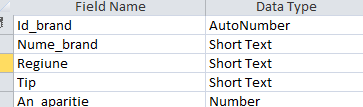 Field Name Data Type
Id_brand AutoNumber
Nume_brand Short Text
Regiune Short Text
Tip Short Text
An_aparitie Number